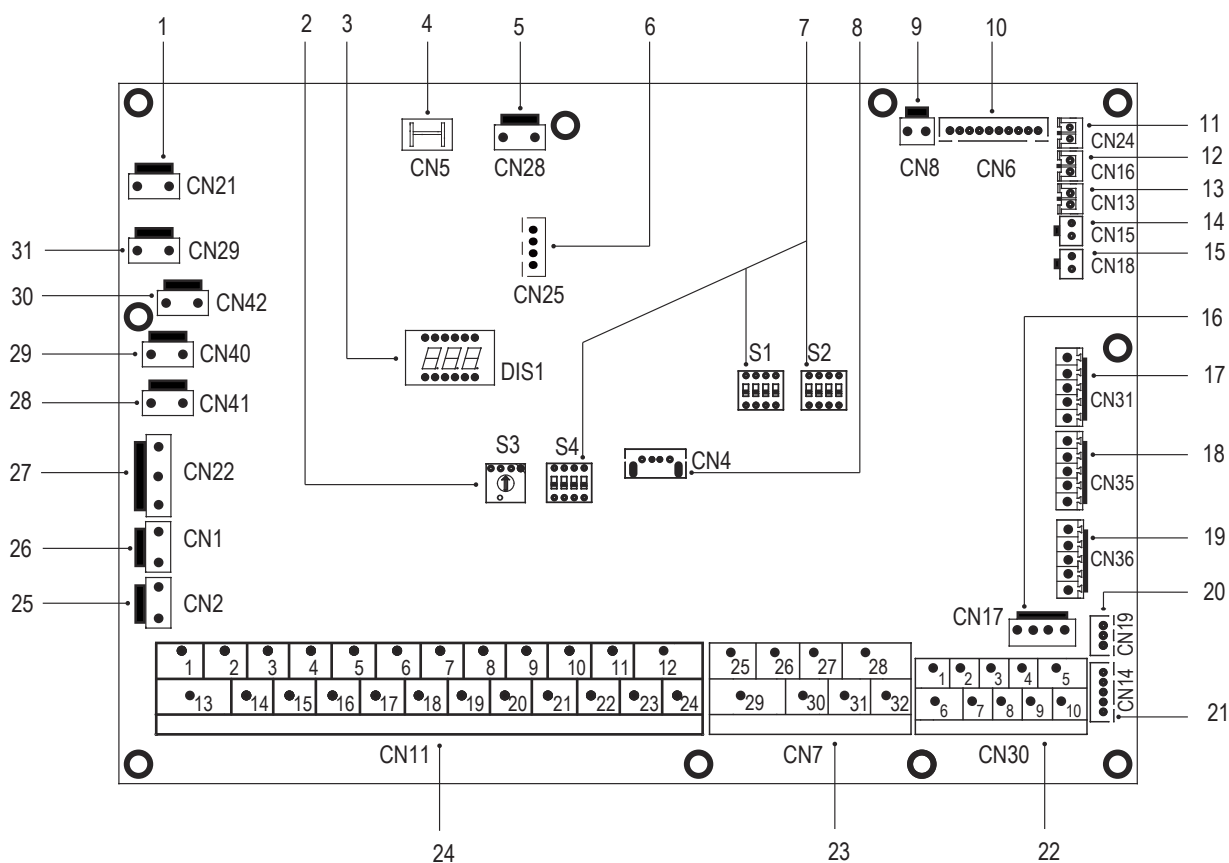 1
2
3
4
5
6
7
8
9
10
CN21
CN5
CN28
CN8
CN6
CN24
11
CN16
12
CN13
13
CN15
14
CN18
15
31
CN29
30
CN42
CN25
16
29
CN40
3
DIS1
S1
S2
28
CN41
CN31
17
27
CN22
S3
S4
CN4
CN35
18
26
CN1
CN36
19
25
CN2
CN17
CN19
20
1 2 3 4 5 6 7 8 9 10 11 12
13 14 15 16 17 18 19 20 21 22 23 24
CN11
25 26 27 28
29 30 31 32
CN7
1 2 3 4 5
6 7 8 9 10
CN30
CN14
21
24
23
22